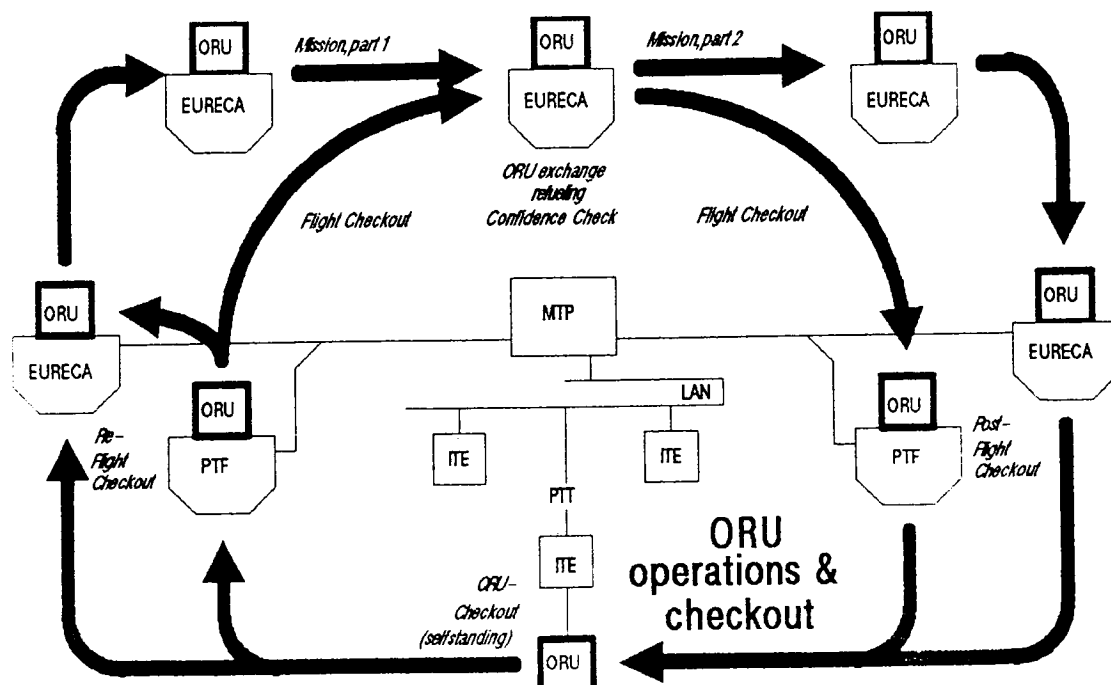 ORU
EURECA
Mission, part 1
ORU
EURECA
Mission, part 2
ORU
EURECA
ORU exchange
refueling
Confidence Check
Flight Checkout
Flight Checkout
ORU
EURECA
MTP
ORU
EURECA
LAN
ORU
PTF
ITE
ITE
ORU
PTF
Re-
Flight
Checkout
Post-
Flight
Checkout
PTT
ITE
ORU
operations &
checkout
ORU-
Checkout
(selfstanding)
ORU